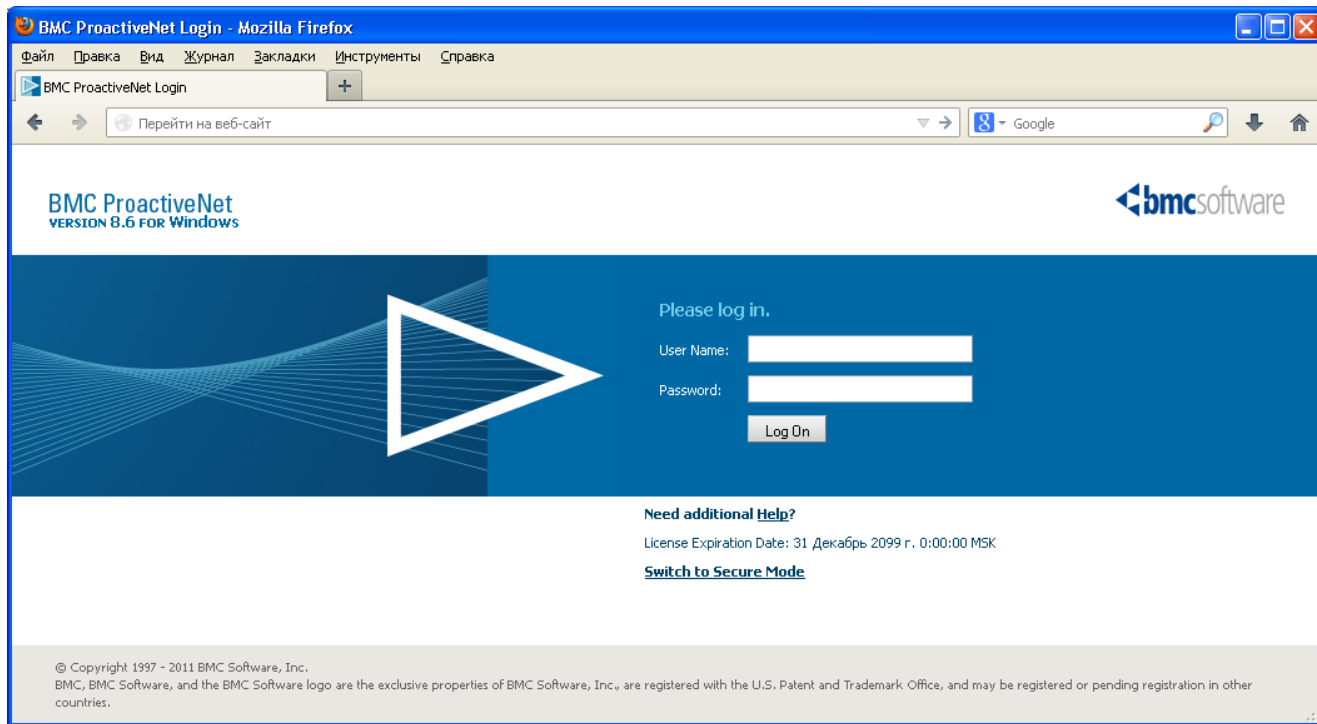 BMC ProactiveNet Login - Mozilla Firefox
Файл Правка Вид Журнал Закладки Инструменты Справка
BMC ProactiveNet Login
Перейти на веб-сайт
8 Google
BMC ProactiveNet
VERSION 8.6 FOR Windows
bmcsoftware
Please log in.
User Name:
Password:
Log On
Need additional Help?
License Expiration Date: 31 Декабрь 2099 г. 0:00:00 MSK
Switch to Secure Mode
© Copyright 1997 - 2011 BMC Software, Inc.
BMC, BMC Software, and the BMC Software logo are the exclusive properties of BMC Software, Inc., are registered with the U.S. Patent and Trademark Office, and may be registered or pending registration in other
countries.